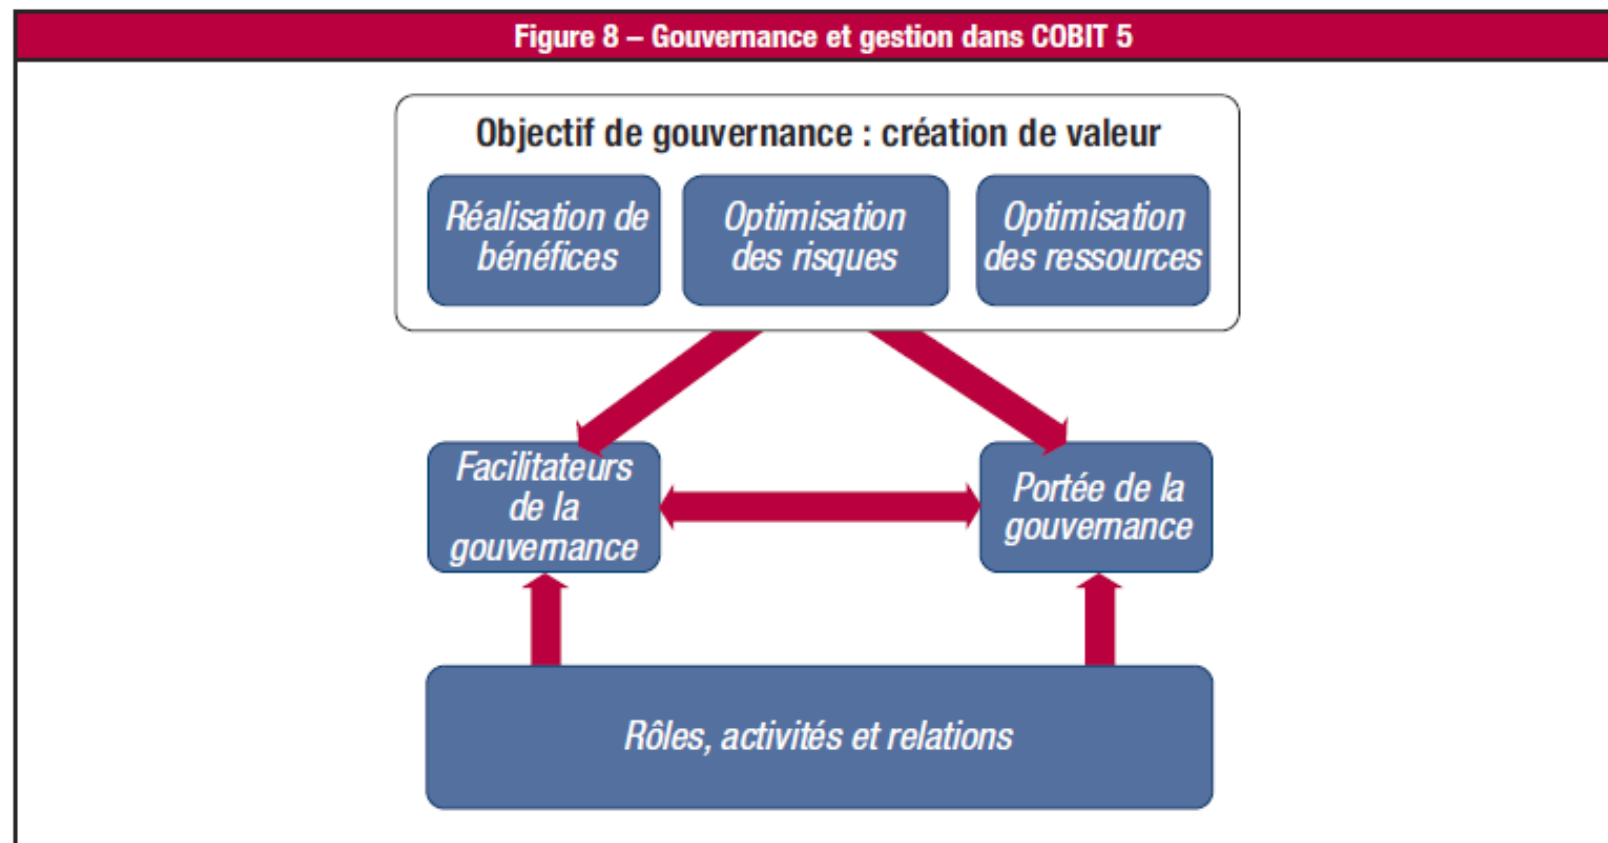 Figure 8 – Gouvernance et gestion dans COBIT 5
Objectif de gouvernance : création de valeur
Réalisation de
bénéfices
Optimisation
des risques
Optimisation
des ressources
Facilitateurs
de la
gouvernance
Portée de la
gouvernance
Rôles, activités et relations